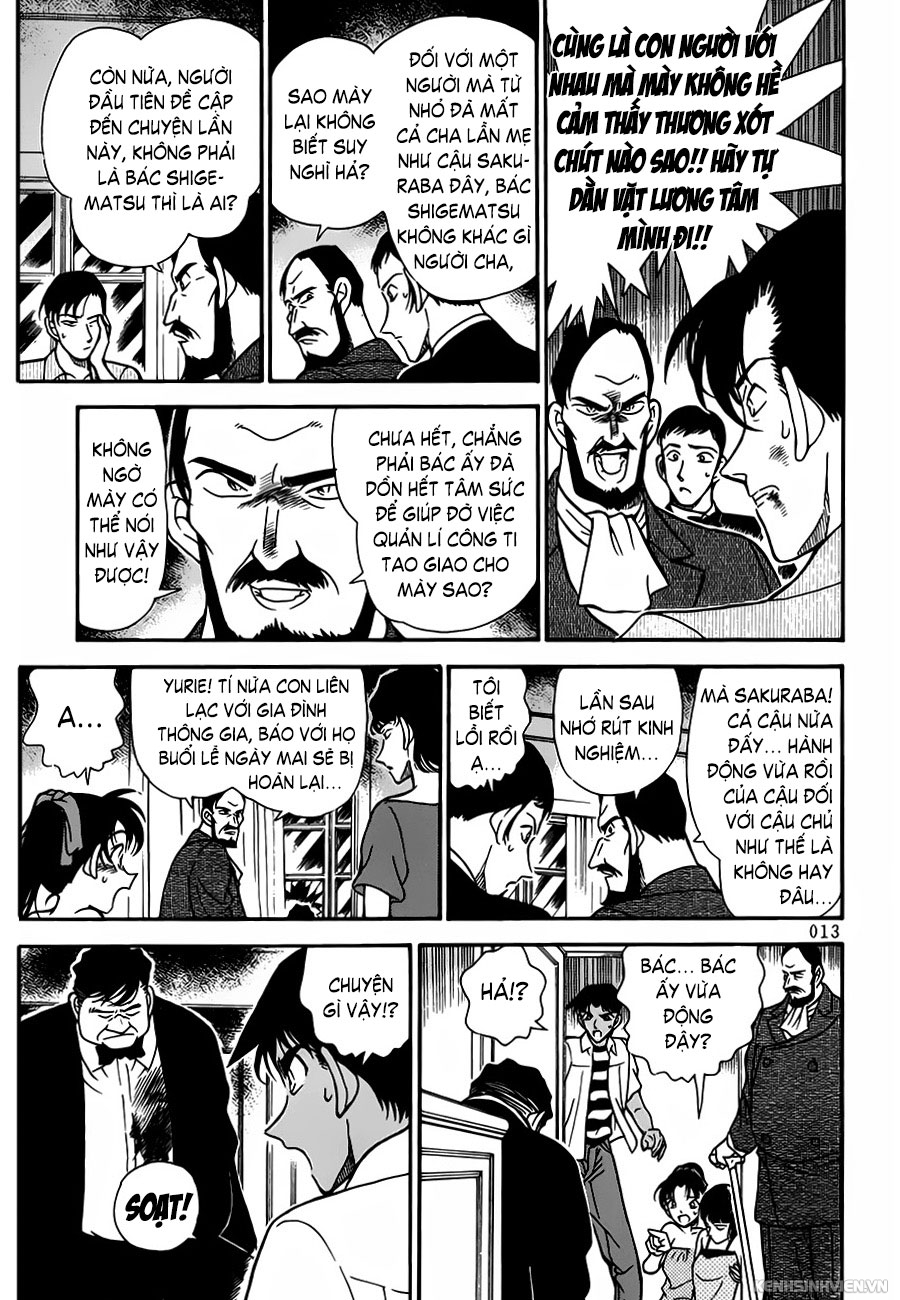 CÙNG LÀ CON NGƯỜI VỚI
NHAU MÀ MÀY KHÔNG HỀ
CẢM THẤY THƯƠNG XÓT
CHÚT NÀO SAO!! HÃY TỰ
DẰN VẶT LƯƠNG TÂM
MÌNH ĐI!!
ĐỐI VỚI MỘT
NGƯỜI MÀ TỪ
NHỎ ĐÃ MẤT
CẢ CHA LẪN MẸ
NHƯ CẬU SAKU-
RABA ĐÂY, BÁC
SHIGEMATSU
KHÔNG KHÁC GÌ
NGƯỜI CHA,
SAO MÀY
LẠI KHÔNG
BIẾT SUY
NGHĨ HẢ?
CÒN NỮA, NGƯỜI
ĐẦU TIÊN ĐỀ CẬP
ĐẾN CHUYỆN LẦN
NÀY, KHÔNG PHẢI
LÀ BÁC SHIGE-
MATSU THÌ LÀ AI?
CHƯA HẾT, CHẲNG
PHẢI BÁC ẤY ĐÃ
DỒN HẾT TÂM SỨC
ĐỂ GIÚP ĐỠ VIỆC
QUẢN LÍ CÔNG TI
TAO GIAO CHO
MÀY SAO?
KHÔNG
NGỜ
MÀY CÓ
THỂ NÓI
NHƯ VẬY
ĐƯỢC!
MÀ SAKURABA!
CẢ CẬU NỮA
ĐẤY... HÀNH
ĐỘNG VỪA RỒI
CỦA CẬU ĐỐI
VỚI CẬU CHỦ
NHƯ THẾ LÀ
KHÔNG HAY
ĐÂU...
LẦN SAU
NHỚ RÚT KINH
NGHIỆM...
TÔI
BIẾT
LỖI RỒI
Ạ...
YURIE! TÍ NỮA CON LIÊN
LẠC VỚI GIA ĐÌNH
THÔNG GIA, BÁO VỚI HỌ
BUỔI LỄ NGÀY MAI SẼ BỊ
HOÃN LẠI...
A...
013
BÁC... BÁC
ẤY VỪA
ĐỘNG
ĐẬY?
HẢ!?
CHUYỆN
GÌ VẬY!?
SOẠT!
KENHSINHVIEN.VN